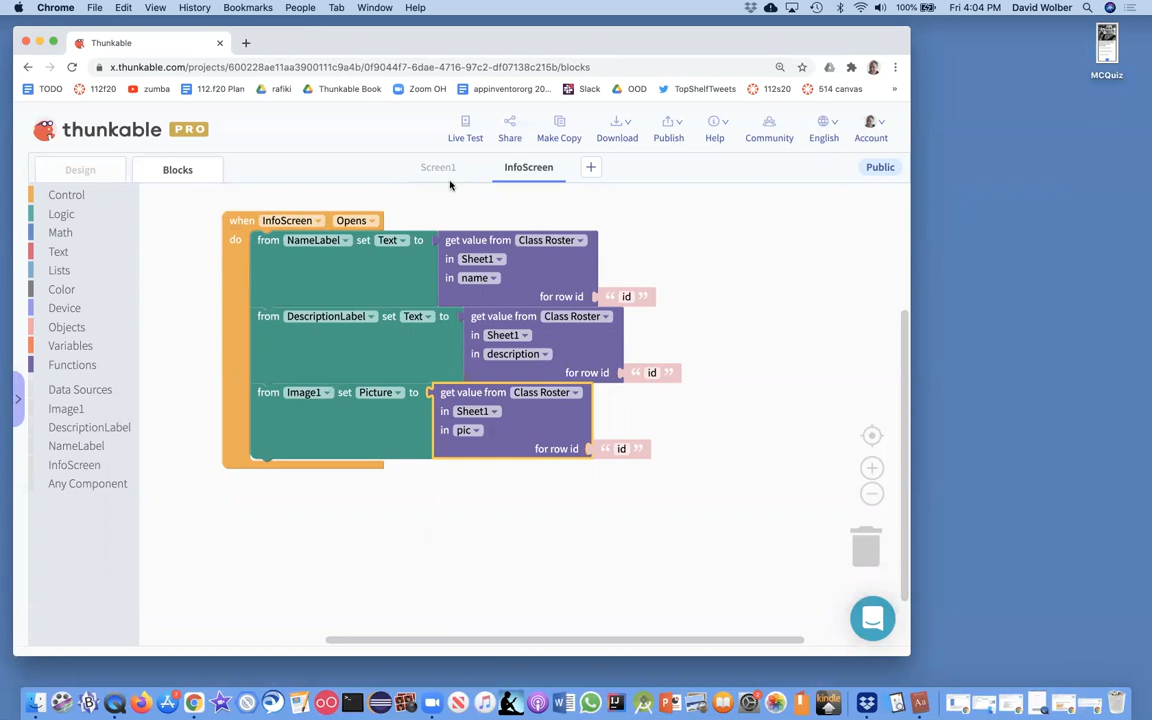 Chrome File Edit View History Bookmarks People Tab Window Help 100% Fri 4:04 PM David Wolber
Thunkable
x.thunkable.com/projects/600228ae11aa3900111c9a4b/0f9044f7-6dae-4716-97c2-df07138c215b/blocks
TODO 112f20 zumba 112.f20 Plan rafiki Thunkable Book Zoom OH appinventororg 20... Slack OOD TopShelfTweets 112s20 514 canvas »
MCQuiz
thunkable PRO
Live Test Share Make Copy Download Publish Help Community English Account
Design Blocks Screen1 InfoScreen + Public
Control
Logic
Math
Text
Lists
Color
Device
Objects
Variables
Functions
Data Sources
Image1
DescriptionLabel
NameLabel
InfoScreen
Any Component
when InfoScreen Opens
do from NameLabel set Text to get value from Class Roster
in Sheet1
in name
for row id “ id ”
from DescriptionLabel set Text to get value from Class Roster
in Sheet1
in description
for row id “ id ”
from Image1 set Picture to get value from Class Roster
in Sheet1
in pic
for row id “ id ”